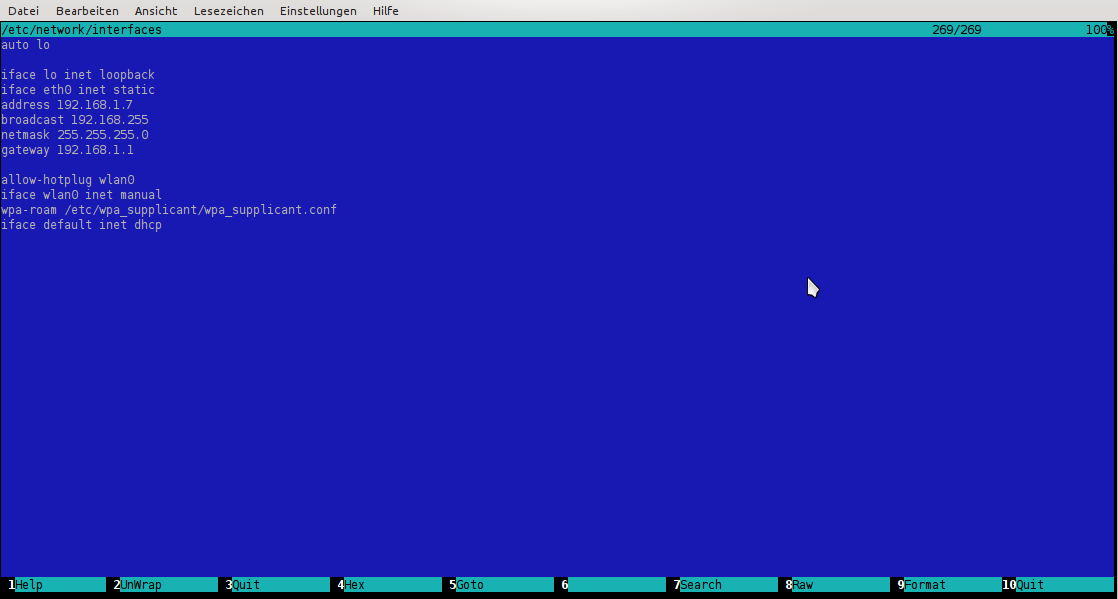 Datei Bearbeiten Ansicht Lesezeichen Einstellungen Hilfe
/etc/network/interfaces 269/269 100%
auto lo
iface lo inet loopback
iface eth0 inet static
address 192.168.1.7
broadcast 192.168.255
netmask 255.255.255.0
gateway 192.168.1.1
allow-hotplug wlan0
iface wlan0 inet manual
wpa-roam /etc/wpa_supplicant/wpa_supplicant.conf
iface default inet dhcp
1Help 2UnWrap 3Quit 4Hex 5Goto 6 7Search 8Raw 9Format 10Quit